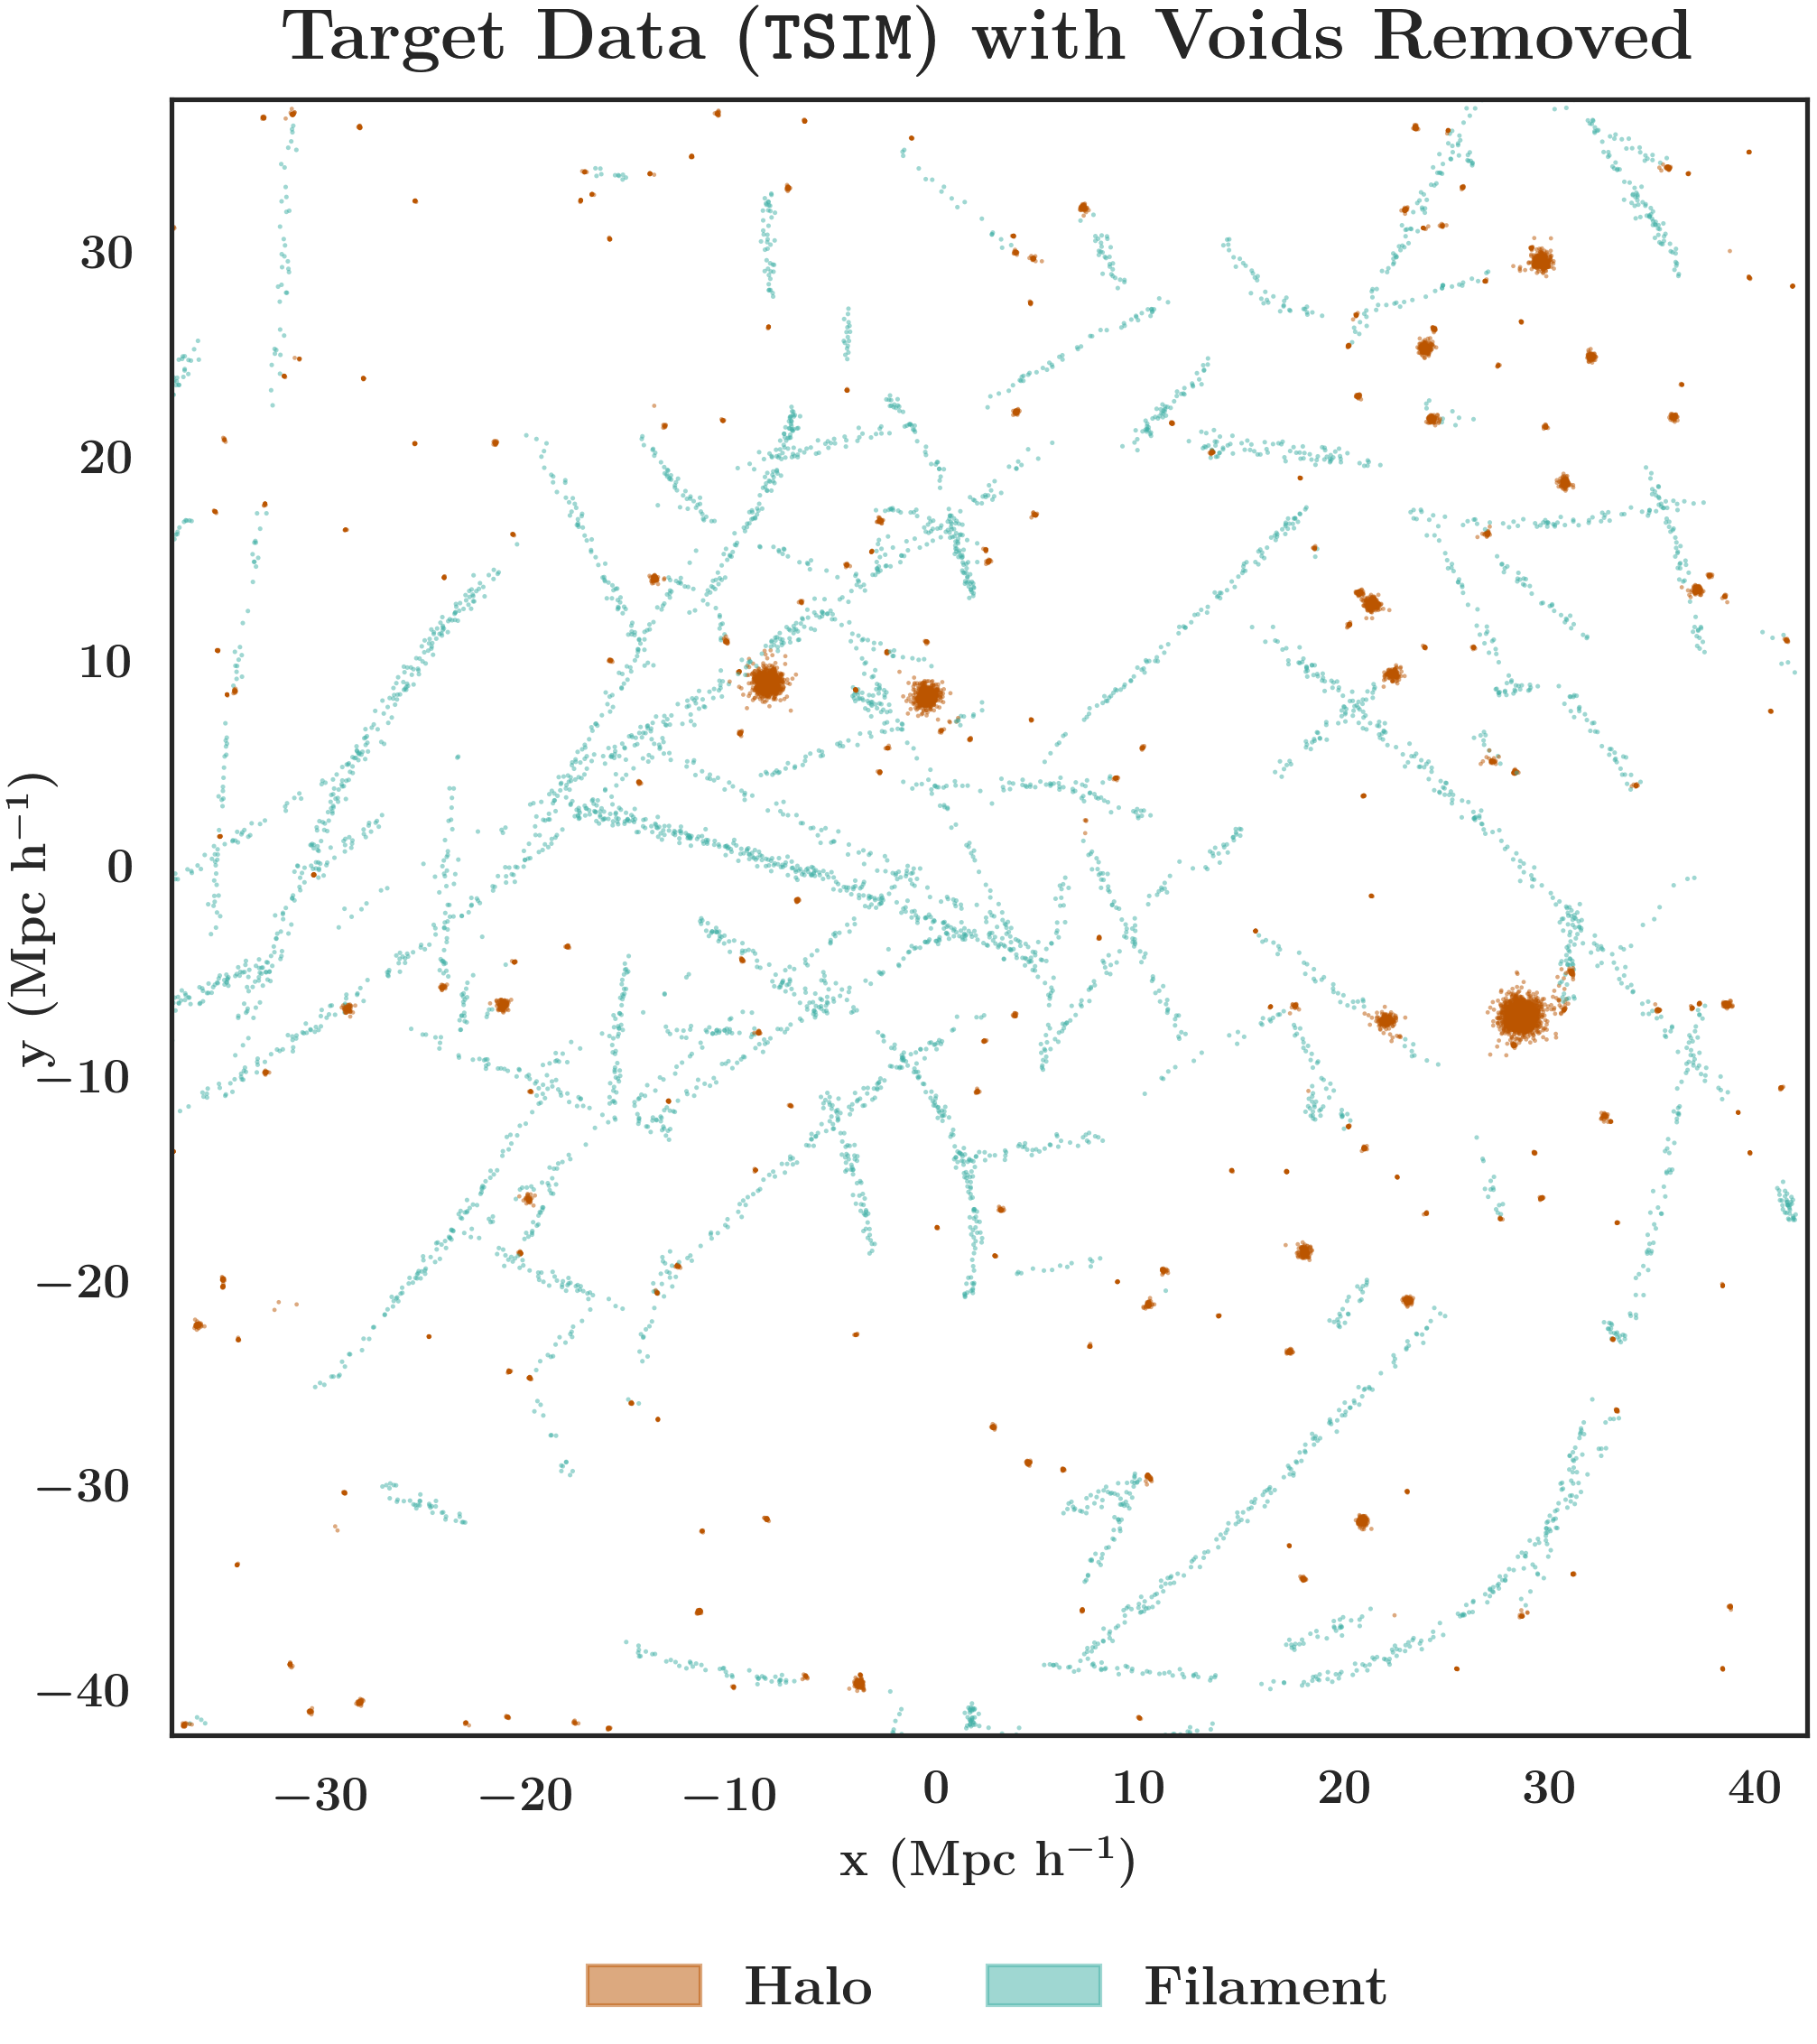 Target Data (TSIM) with Voids Removed
30
20
10
0
−10
−20
−30
−40
y (Mpc h⁻¹)
−30 −20 −10 0 10 20 30 40
x (Mpc h⁻¹)
Halo Filament